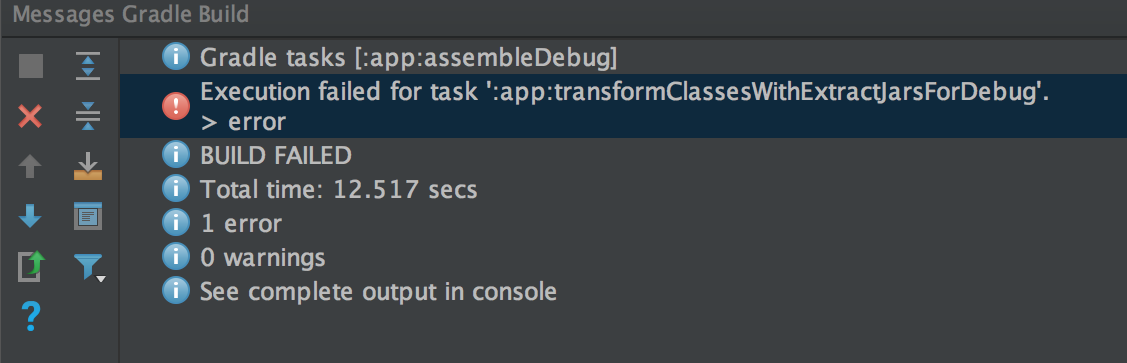 Messages Gradle Build
Gradle tasks [:app:assembleDebug]
Execution failed for task ':app:transformClassesWithExtractJarsForDebug'.
> error
BUILD FAILED
Total time: 12.517 secs
1 error
0 warnings
See complete output in console